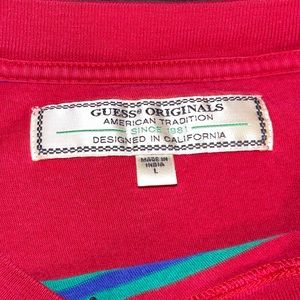 GUESS® ORIGINALS
AMERICAN TRADITION
SINCE 1981
DESIGNED IN CALIFORNIA
MADE IN
INDIA
L